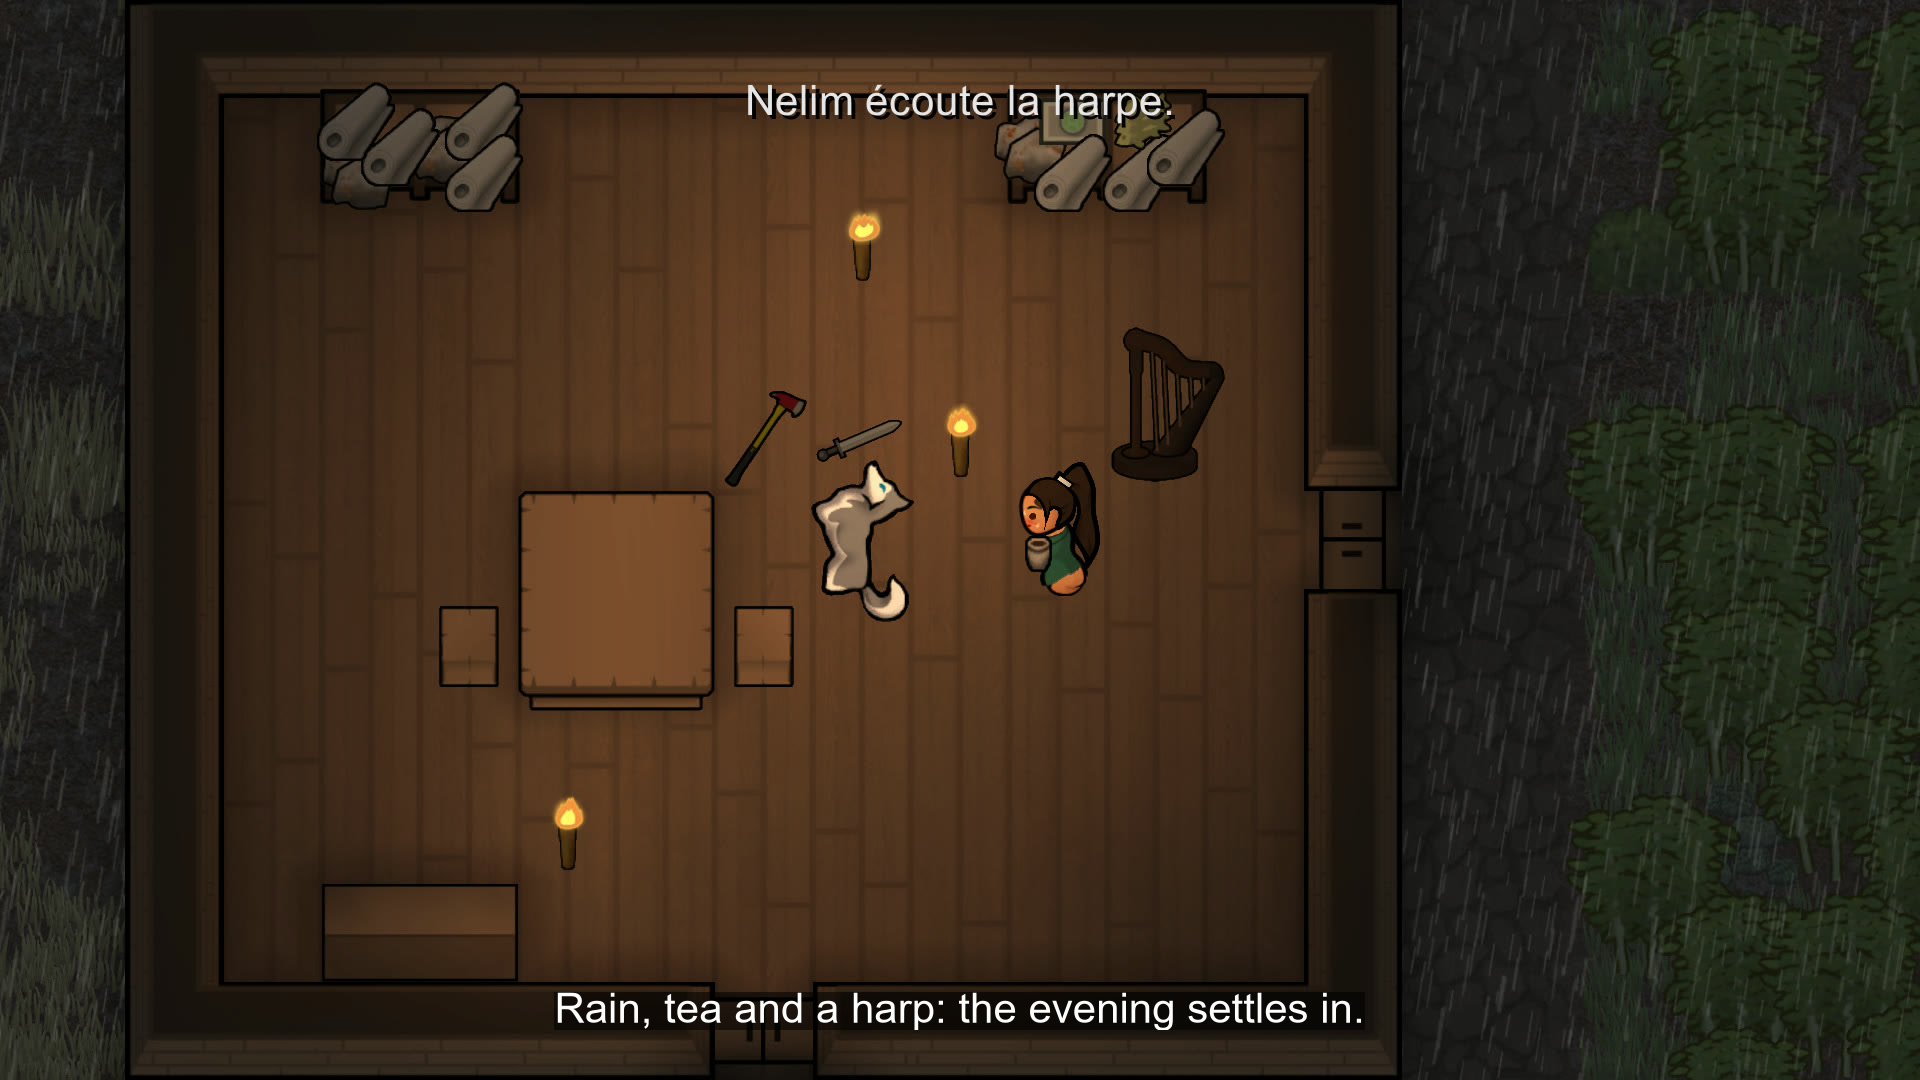 Nelim écoute la harpe.
Rain, tea and a harp: the evening settles in.